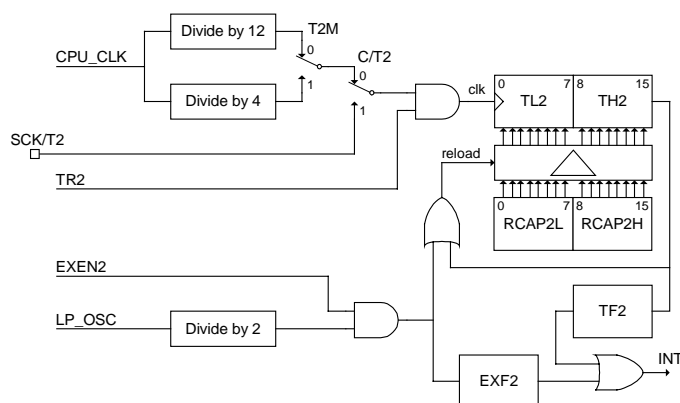 Divide by 12
T2M
CPU_CLK
0
C/T2
1
0
Divide by 4
clk
0
7
8
15
TL2
TH2
1
SCK/T2
reload
TR2
0
7
8
15
RCAP2L
RCAP2H
EXEN2
LP_OSC
Divide by 2
TF2
INT
EXF2